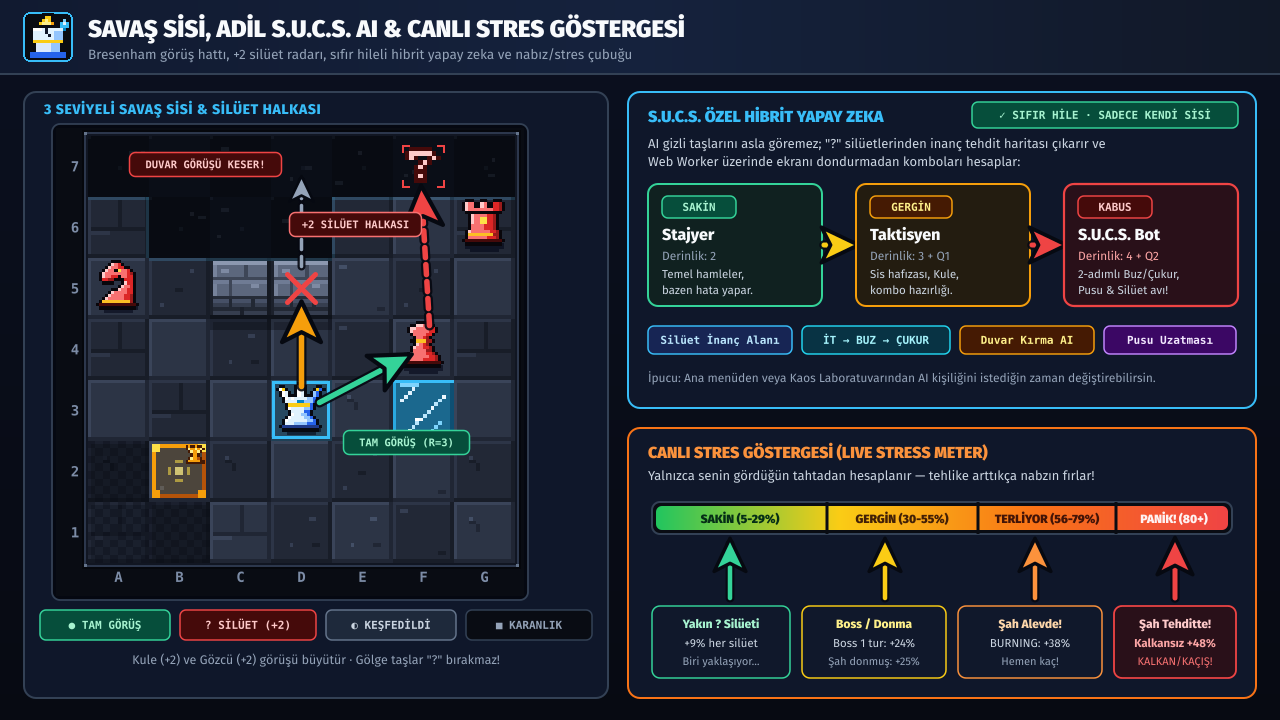 SAVAŞ SİSİ, ADİL S.U.C.S. AI & CANLI STRES GÖSTERGESİ
Bresenham görüş hattı, +2 silüet radarı, sıfır hileli hibrit yapay zeka ve nabız/stres çubuğu
3 SEVİYELİ SAVAŞ SİSİ & SİLÜET HALKASI
7
DUVAR GÖRÜŞÜ KESER!
?
6
+2 SİLÜET HALKASI
5
4
3
TAM GÖRÜŞ (R=3)
2
1
A B C D E F G
● TAM GÖRÜŞ
? SİLÜET (+2)
◐ KEŞFEDİLDİ
■ KARANLIK
Kule (+2) ve Gözcü (+2) görüşü büyütür · Gölge taşlar "?" bırakmaz!
S.U.C.S. ÖZEL HİBRİT YAPAY ZEKA
✓ SIFIR HİLE · SADECE KENDİ SİSİ
AI gizli taşlarını asla göremez; "?" silüetlerinden inanç tehdit haritası çıkarır ve
Web Worker üzerinde ekranı dondurmadan komboları hesaplar:
SAKİN
Stajyer
Derinlik: 2
Temel hamleler,
bazen hata yapar.
GERGİN
Taktisyen
Derinlik: 3 + Q1
Sis hafızası, Kule,
kombo hazırlığı.
KABUS
S.U.C.S. Bot
Derinlik: 4 + Q2
2-adımlı Buz/Çukur,
Pusu & Silüet avı!
Silüet İnanç Alanı
İT → BUZ → ÇUKUR
Duvar Kırma AI
Pusu Uzatması
İpucu: Ana menüden veya Kaos Laboratuvarından AI kişiliğini istediğin zaman değiştirebilirsin.
CANLI STRES GÖSTERGESİ (LIVE STRESS METER)
Yalnızca senin gördüğün tahtadan hesaplanır — tehlike arttıkça nabzın fırlar!
SAKİN (5-29%)
GERGİN (30-55%)
TERLİYOR (56-79%)
PANİK! (80+)
Yakın ? Silüeti
+9% her silüet
Biri yaklaşıyor...
Boss / Donma
Boss 1 tur: +24%
Şah donmuş: +25%
Şah Alevde!
BURNING: +38%
Hemen kaç!
Şah Tehditte!
Kalkansız +48%
KALKAN/KAÇIŞ!